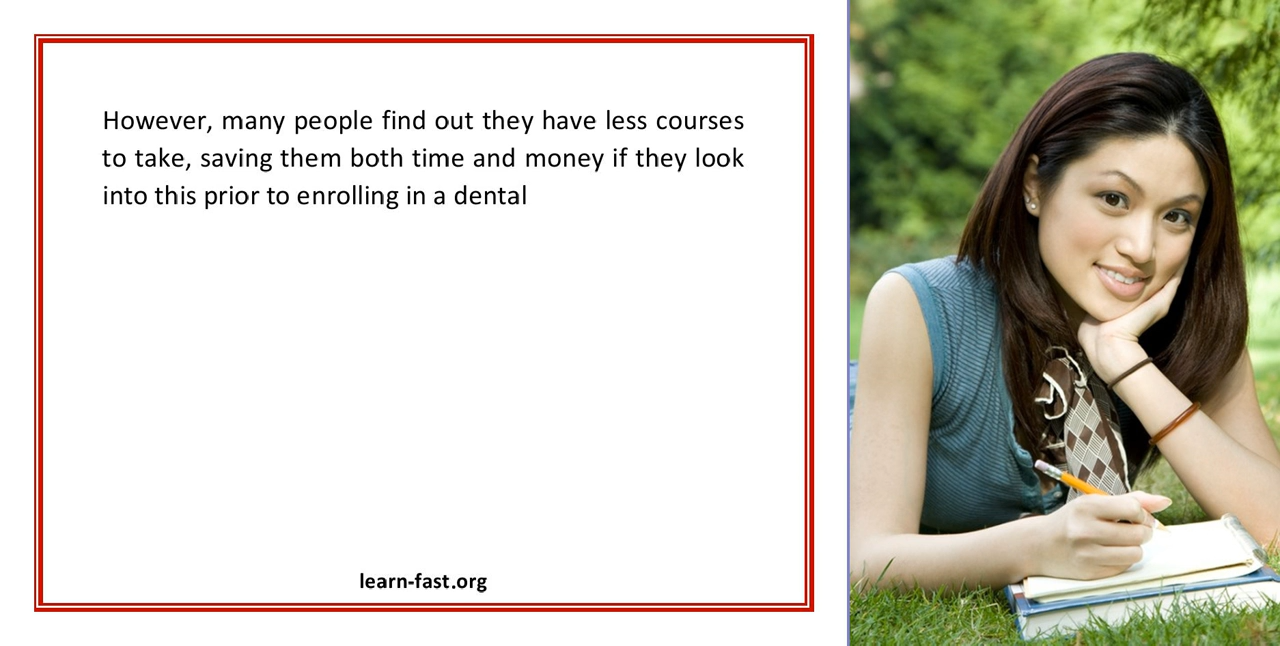 However, many people find out they have less courses
to take, saving them both time and money if they look
into this prior to enrolling in a dental
learn-fast.org